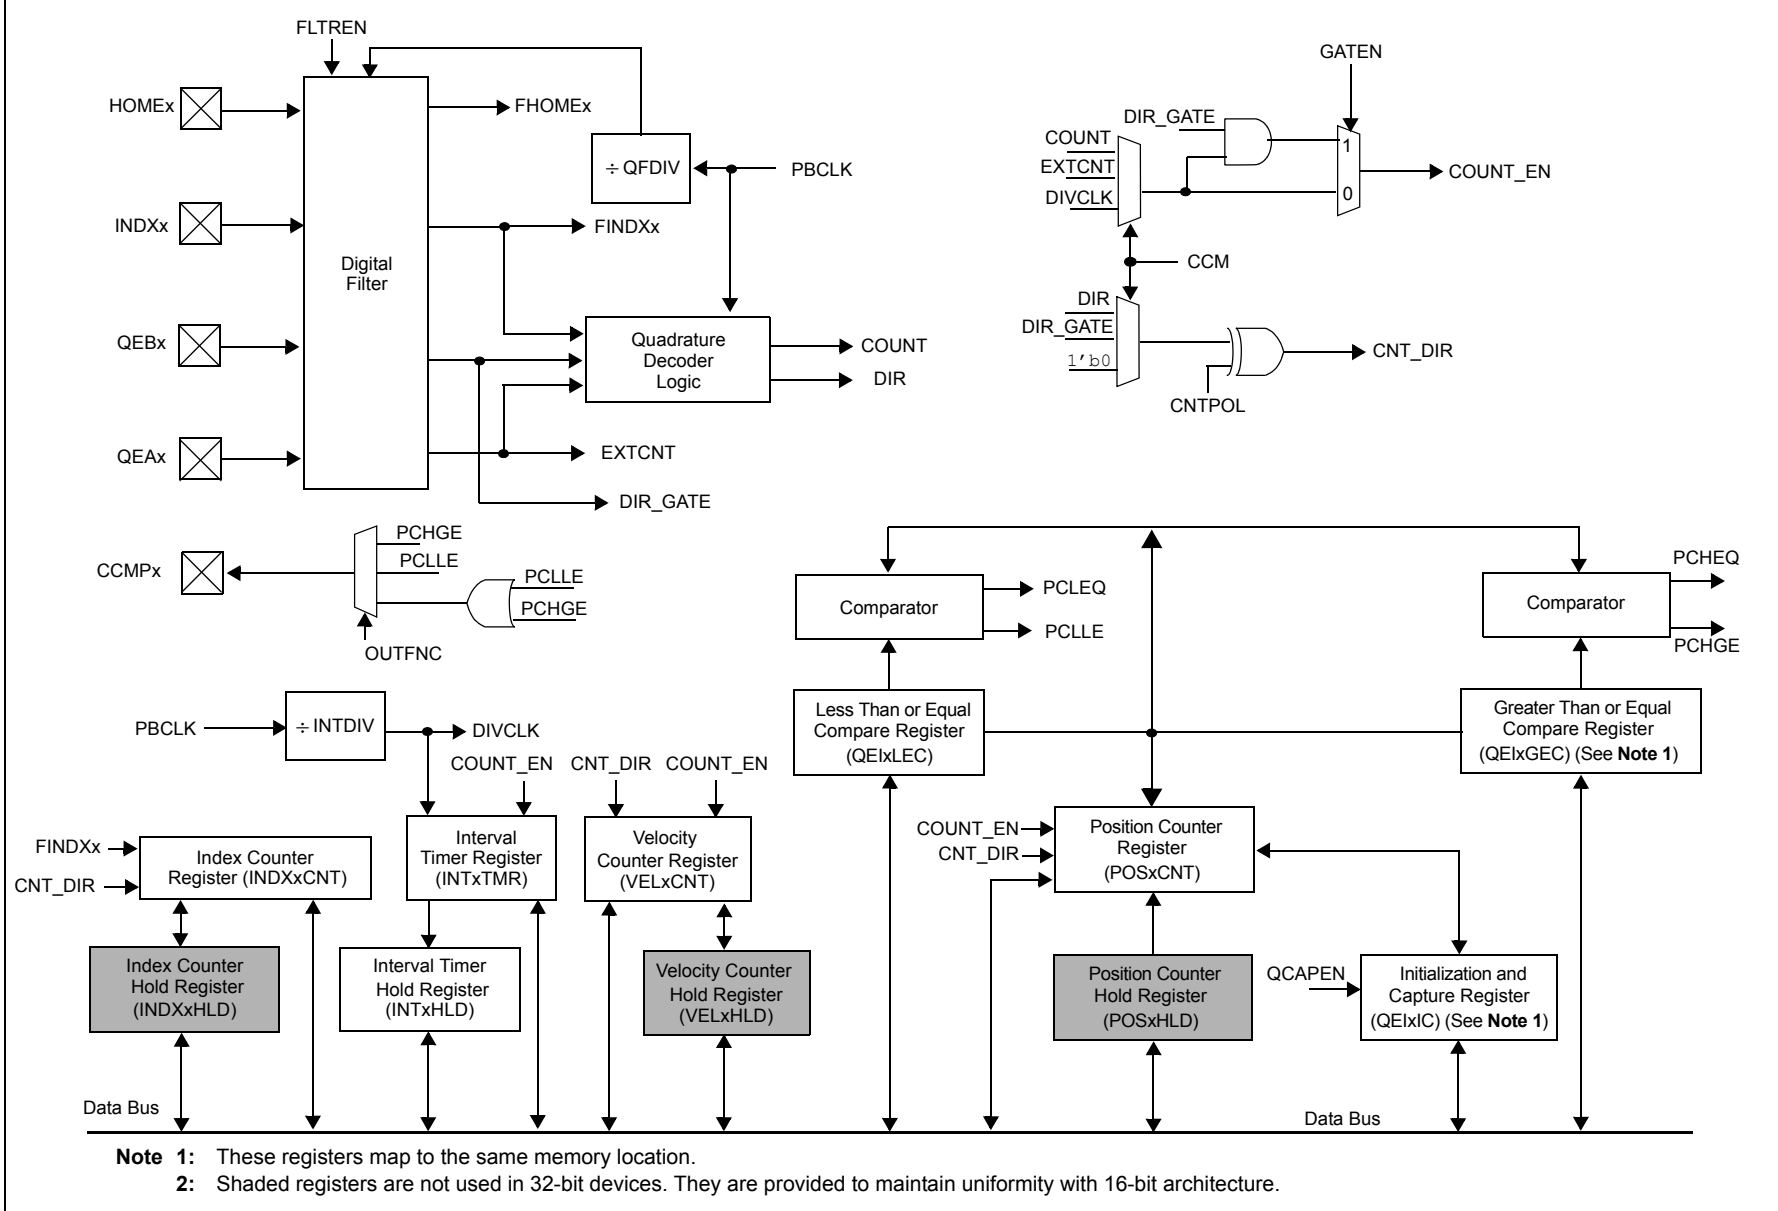 FLTREN
GATEN
HOMEx
FHOMEx
DIR_GATE
COUNT
EXTCNT
DIVCLK
1
0
COUNT_EN
÷ QFDIV
PBCLK
INDXx
FINDXx
Digital
Filter
CCM
DIR
DIR_GATE
1'b0
CNT_DIR
CNTPOL
QEBx
Quadrature
Decoder
Logic
COUNT
DIR
QEAx
EXTCNT
DIR_GATE
CCMPx
PCHGE
PCLLE
PCLLE
PCHGE
OUTFNC
Comparator
PCLEQ
PCLLE
Comparator
PCHEQ
PCHGE
PBCLK
÷ INTDIV
DIVCLK
Less Than or Equal
Compare Register
(QEIxLEC)
Greater Than or Equal
Compare Register
(QEIxGEC) (See Note 1)
COUNT_EN
CNT_DIR
COUNT_EN
FINDXx
CNT_DIR
Index Counter
Register (INDXxCNT)
Interval
Timer Register
(INTxTMR)
Velocity
Counter Register
(VELxCNT)
COUNT_EN
CNT_DIR
Position Counter
Register
(POSxCNT)
Index Counter
Hold Register
(INDXxHLD)
Interval Timer
Hold Register
(INTxHLD)
Velocity Counter
Hold Register
(VELxHLD)
Position Counter
Hold Register
(POSxHLD)
QCAPEN
Initialization and
Capture Register
(QEIxIC) (See Note 1)
Data Bus
Data Bus
Note 1: These registers map to the same memory location.
2: Shaded registers are not used in 32-bit devices. They are provided to maintain uniformity with 16-bit architecture.